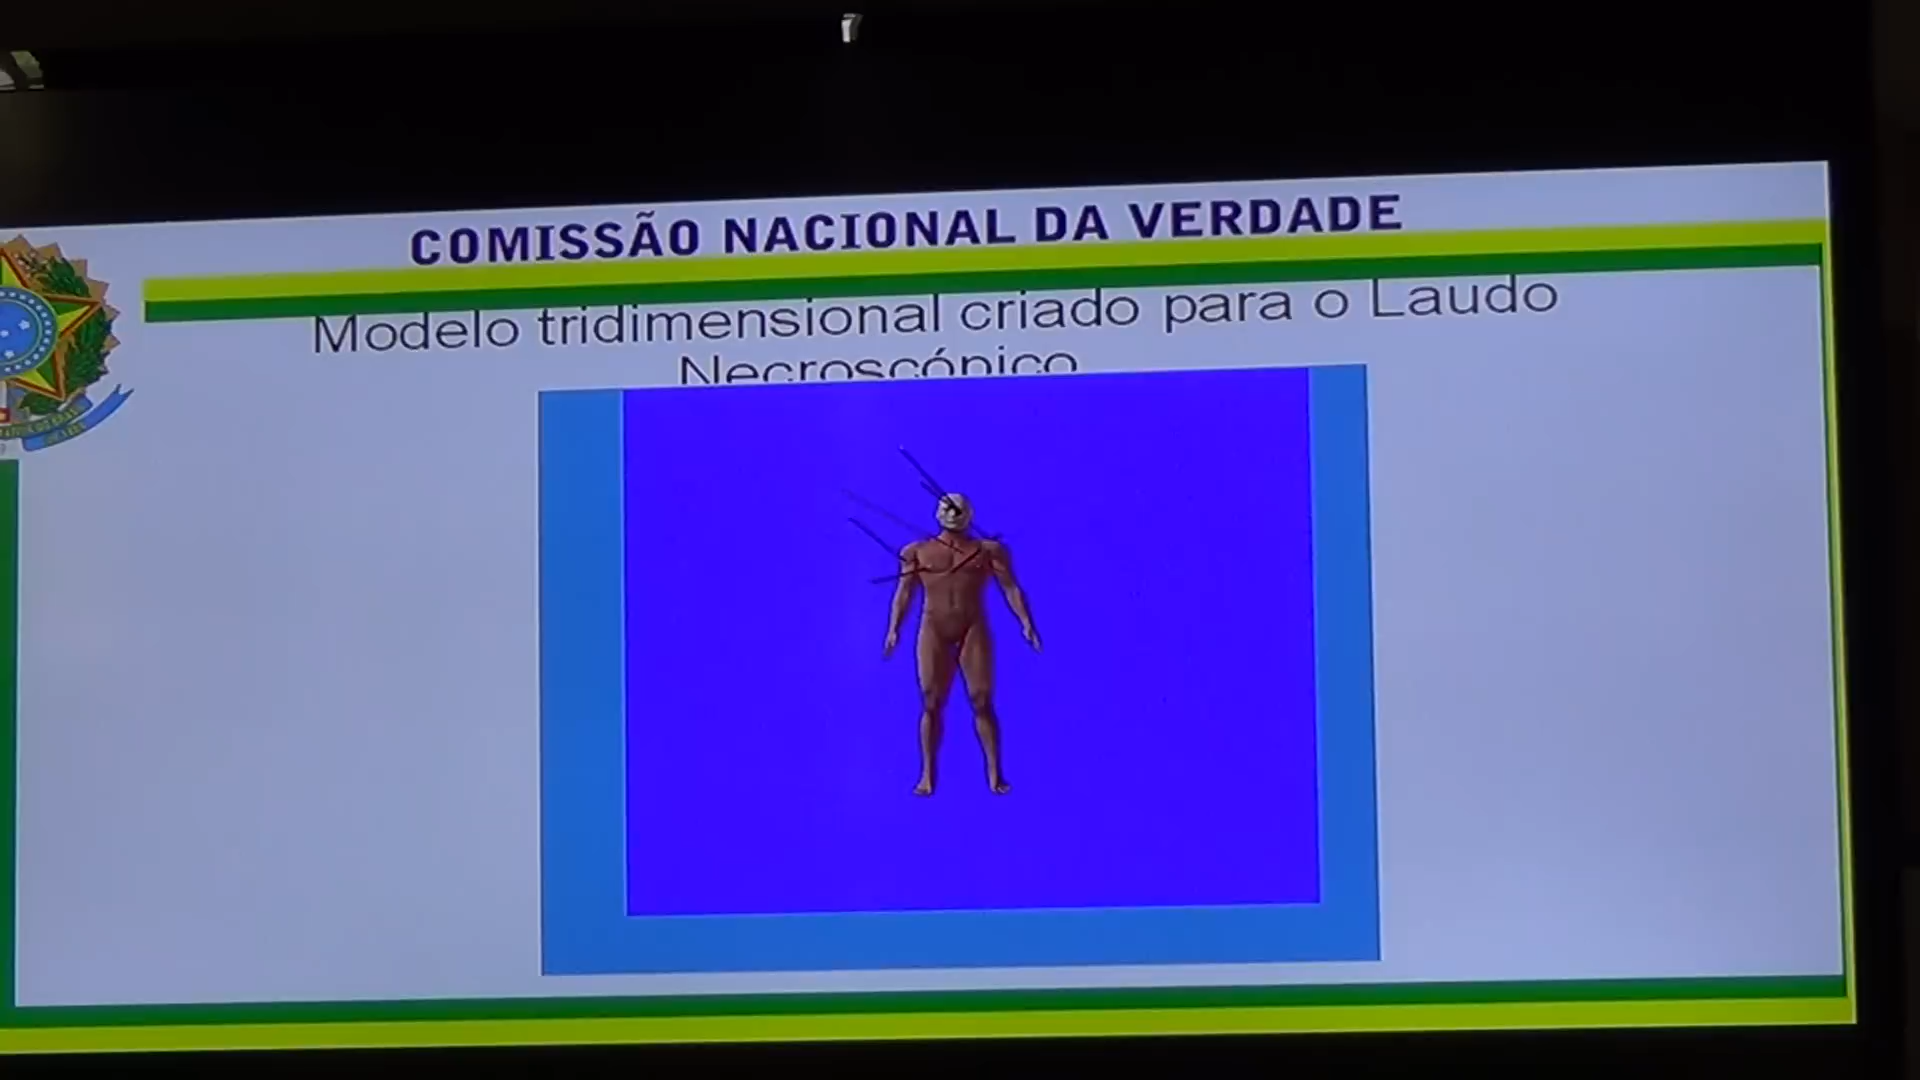 COMISSÃO NACIONAL DA VERDADE
Modelo tridimensional criado para o Laudo
Necroscópico